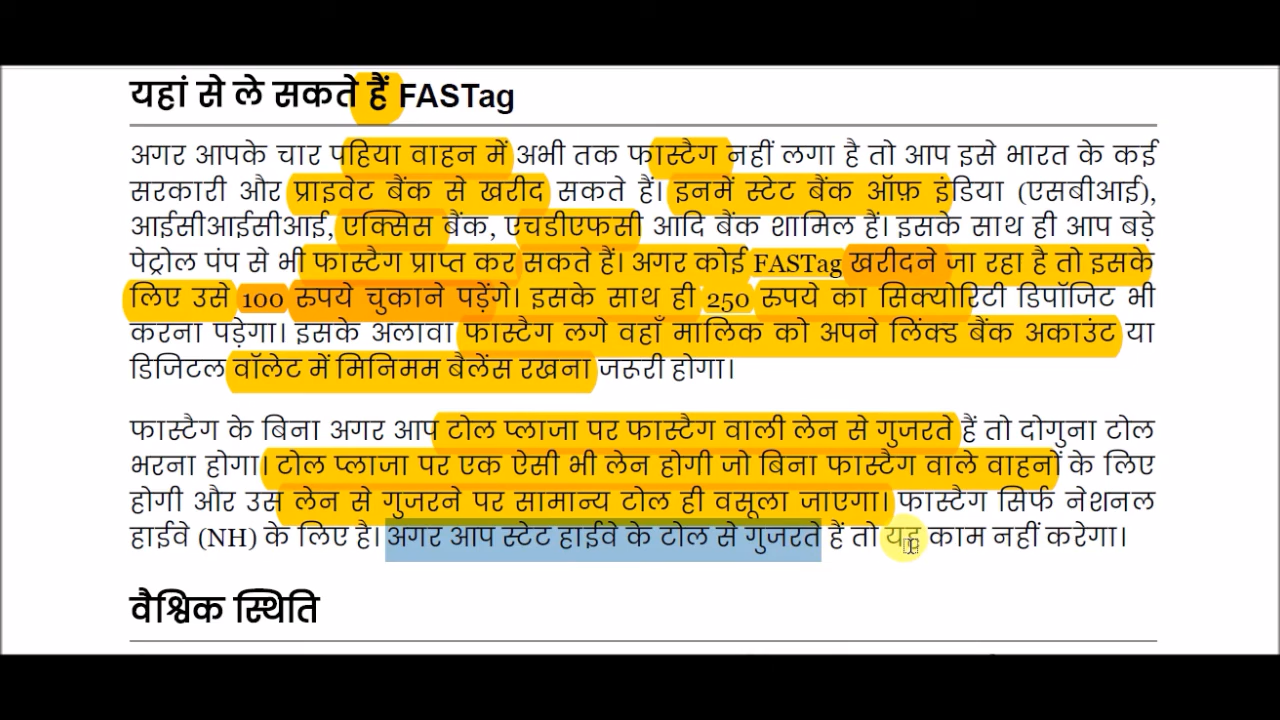 यहां से ले सकते हैं FASTag
अगर आपके चार पहिया वाहन में अभी तक फास्टैग नहीं लगा है तो आप इसे भारत के कई
सरकारी और प्राइवेट बैंक से खरीद सकते हैं। इनमें स्टेट बैंक ऑफ़ इंडिया (एसबीआई),
आईसीआईसीआई, एक्सिस बैंक, एचडीएफसी आदि बैंक शामिल हैं। इसके साथ ही आप बड़े
पेट्रोल पंप से भी फास्टैग प्राप्त कर सकते हैं। अगर कोई FASTag खरीदने जा रहा है तो इसके
लिए उसे 100 रुपये चुकाने पड़ेंगे। इसके साथ ही 250 रुपये का सिक्योरिटी डिपॉजिट भी
करना पड़ेगा। इसके अलावा फास्टैग लगे वहाँ मालिक को अपने लिंक्ड बैंक अकाउंट या
डिजिटल वॉलेट में मिनिमम बैलेंस रखना जरूरी होगा।
फास्टैग के बिना अगर आप टोल प्लाजा पर फास्टैग वाली लेन से गुजरते हैं तो दोगुना टोल
भरना होगा। टोल प्लाजा पर एक ऐसी भी लेन होगी जो बिना फास्टैग वाले वाहनों के लिए
होगी और उस लेन से गुजरने पर सामान्य टोल ही वसूला जाएगा। फास्टैग सिर्फ नेशनल
हाईवे (NH) के लिए है। अगर आप स्टेट हाईवे के टोल से गुजरते हैं तो यह काम नहीं करेगा।
वैश्विक स्थिति